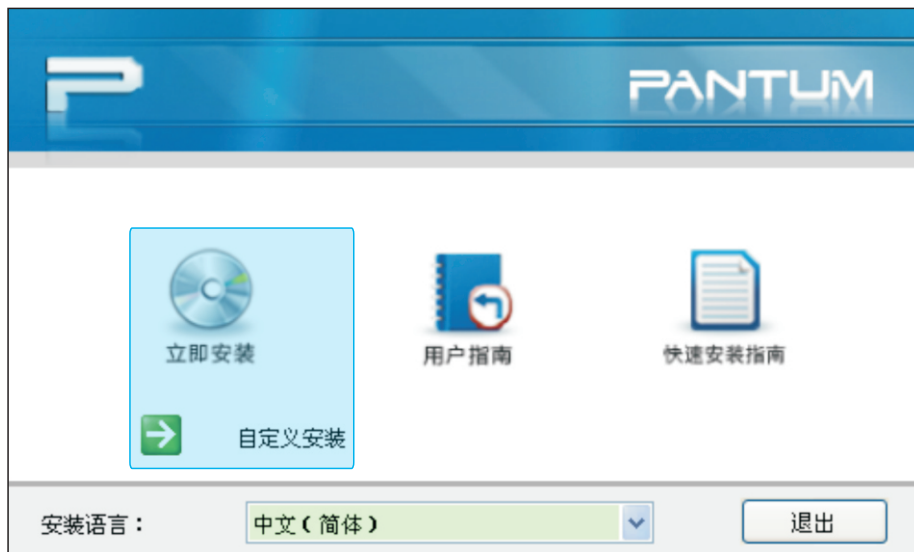 PANTUM
立即安装
用户指南
快速安装指南
自定义安装
安装语言：
中文（简体）
退出